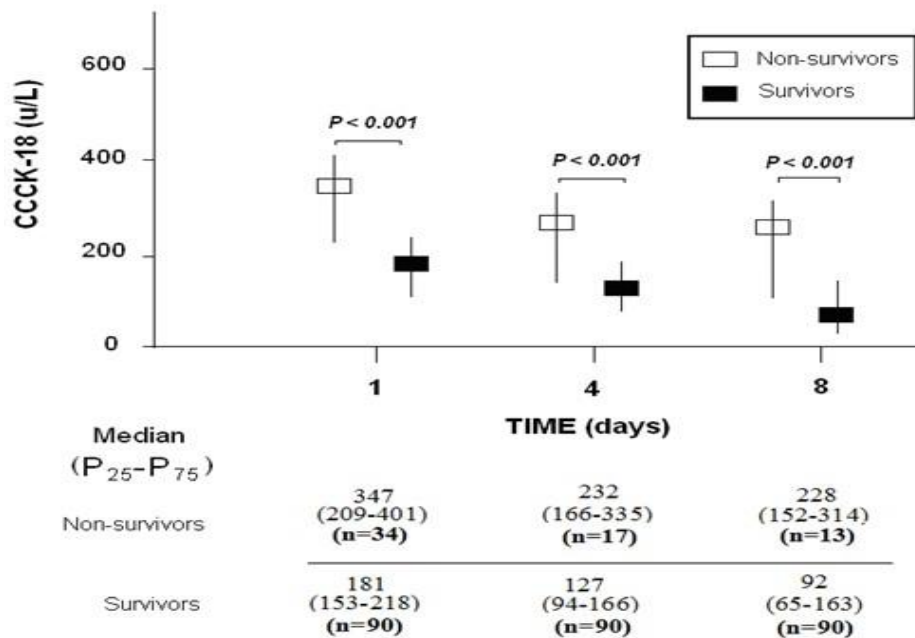 600
400
200
0
CCCK-18 (u/L)
Non-survivors
Survivors
P < 0.001
P < 0.001
P < 0.001
1
4
8
TIME (days)
Median
(P25-P75)
Non-survivors
347
(209-401)
(n=34)
232
(166-335)
(n=17)
228
(152-314)
(n=13)
Survivors
181
(153-218)
(n=90)
127
(94-166)
(n=90)
92
(65-163)
(n=90)